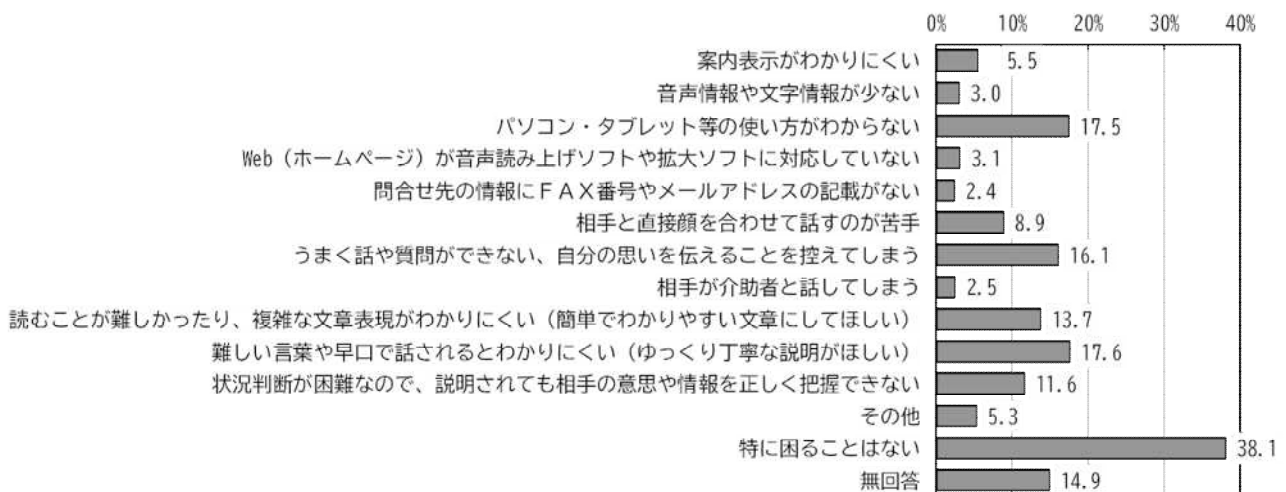 0% 10% 20% 30% 40%
案内表示がわかりにくい 5.5
音声情報や文字情報が少ない 3.0
パソコン・タブレット等の使い方がわからない 17.5
Web（ホームページ）が音声読み上げソフトや拡大ソフトに対応していない 3.1
問合せ先の情報にＦＡＸ番号やメールアドレスの記載がない 2.4
相手と直接顔を合わせて話すのが苦手 8.9
うまく話や質問ができない、自分の思いを伝えることを控えてしまう 16.1
相手が介助者と話してしまう 2.5
読むことが難しかったり、複雑な文章表現がわかりにくい（簡単でわかりやすい文章にしてほしい） 13.7
難しい言葉や早口で話されるとわかりにくい（ゆっくり丁寧な説明がほしい） 17.6
状況判断が困難なので、説明されても相手の意思や情報を正しく把握できない 11.6
その他 5.3
特に困ることはない 38.1
無回答 14.9